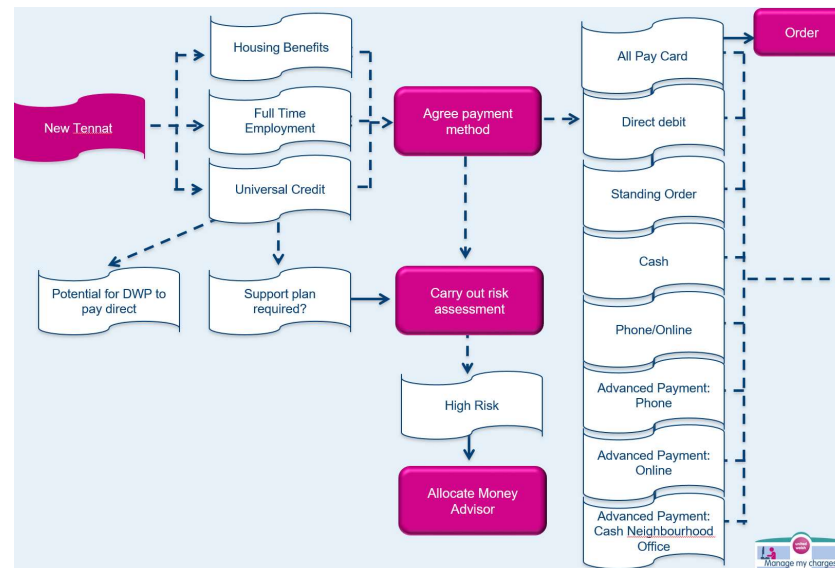 New Tennat
Housing Benefits
Full Time
Employment
Universal Credit
Potential for DWP to
pay direct
Support plan
required?
Agree payment
method
Carry out risk
assessment
High Risk
Allocate Money
Advisor
All Pay Card
Direct debit
Standing Order
Cash
Phone/Online
Advanced Payment:
Phone
Advanced Payment:
Online
Advanced Payment:
Cash Neighbourhood
Office
Order
united
welsh
Manage my charges